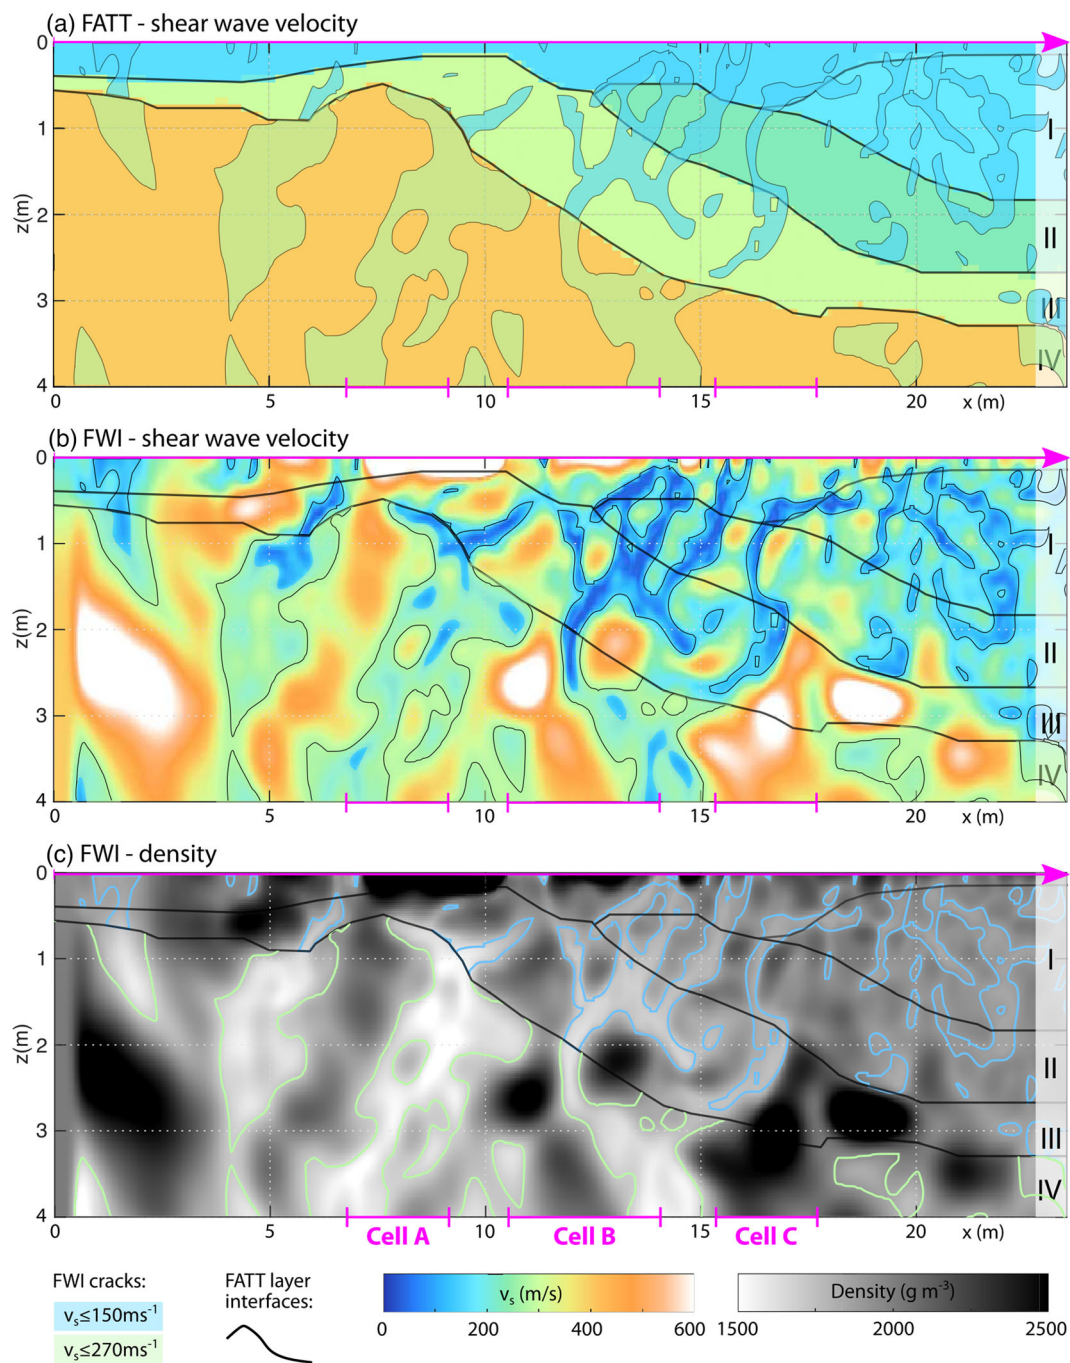 (a) FATT - shear wave velocity
0
1
2
3
4
z(m)
I
II
III
IV
0 5 10 15 20 x (m)
(b) FWI - shear wave velocity
0
1
2
3
4
z(m)
I
II
III
IV
0 5 10 15 20 x (m)
(c) FWI - density
0
1
2
3
4
z(m)
I
II
III
IV
0 5 10 15 20 x (m)
Cell A Cell B Cell C
FWI cracks:
vs≤150ms-1
vs≤270ms-1
FATT layer
interfaces:
vs (m/s)
0 200 400 600
Density (g m-3)
1500 2000 2500